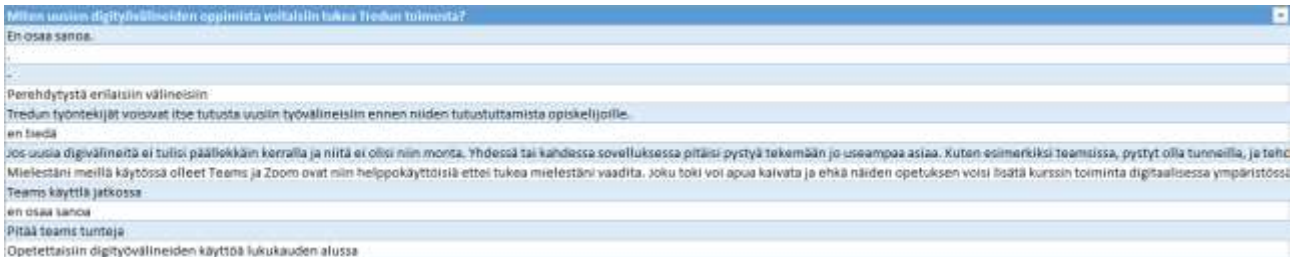 Miten uusien digityövälineiden oppimista voitaisiin tukea Tredun toimesta?
En osaa sanoa.
.
-
Perehdytystä erilaisiin välineisiin
Tredun työntekijät voisivat itse tutusta uusiin työvälineisiin ennen niiden tutustuttamista opiskelijoille.
en tiedä
Jos uusia digivälineitä ei tulisi päällekkäin kerralla ja niitä ei olisi niin monta. Yhdessä tai kahdessa sovelluksessa pitäisi pystyä tekemään jo useampaa asiaa. Kuten esimerkiksi teamsissa, pystyt olla tunneilla, ja tehd
Mielestäni meillä käytössä olleet Teams ja Zoom ovat niin helppokäyttöisiä ettei tukea mielestäni vaadita. Joku toki voi apua kaivata ja ehkä näiden opetuksen voisi lisätä kurssin toiminta digitaalisessa ympäristössä
Teams käyttlä jatkossa
en osaa sanoa
Pitää teams tunteja
Opetettaisiin digityövälineiden käyttöä lukukauden alussa